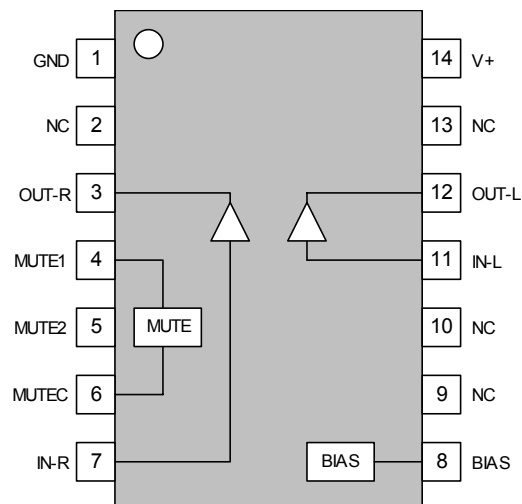 GND 1 14 V+
NC 2 13 NC
OUT-R 3 12 OUT-L
MUTE1 4 11 IN-L
MUTE2 5 MUTE 10 NC
MUTEC 6 9 NC
IN-R 7 BIAS 8 BIAS